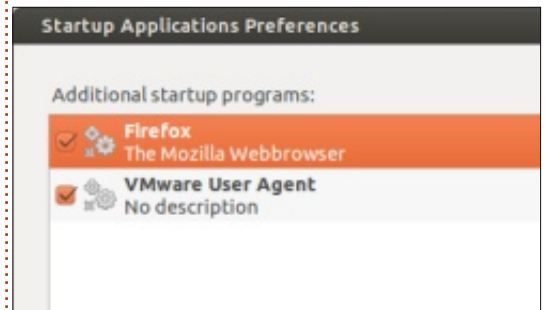 Startup Applications Preferences
Additional startup programs:
Firefox
The Mozilla Webbrowser
VMware User Agent
No description